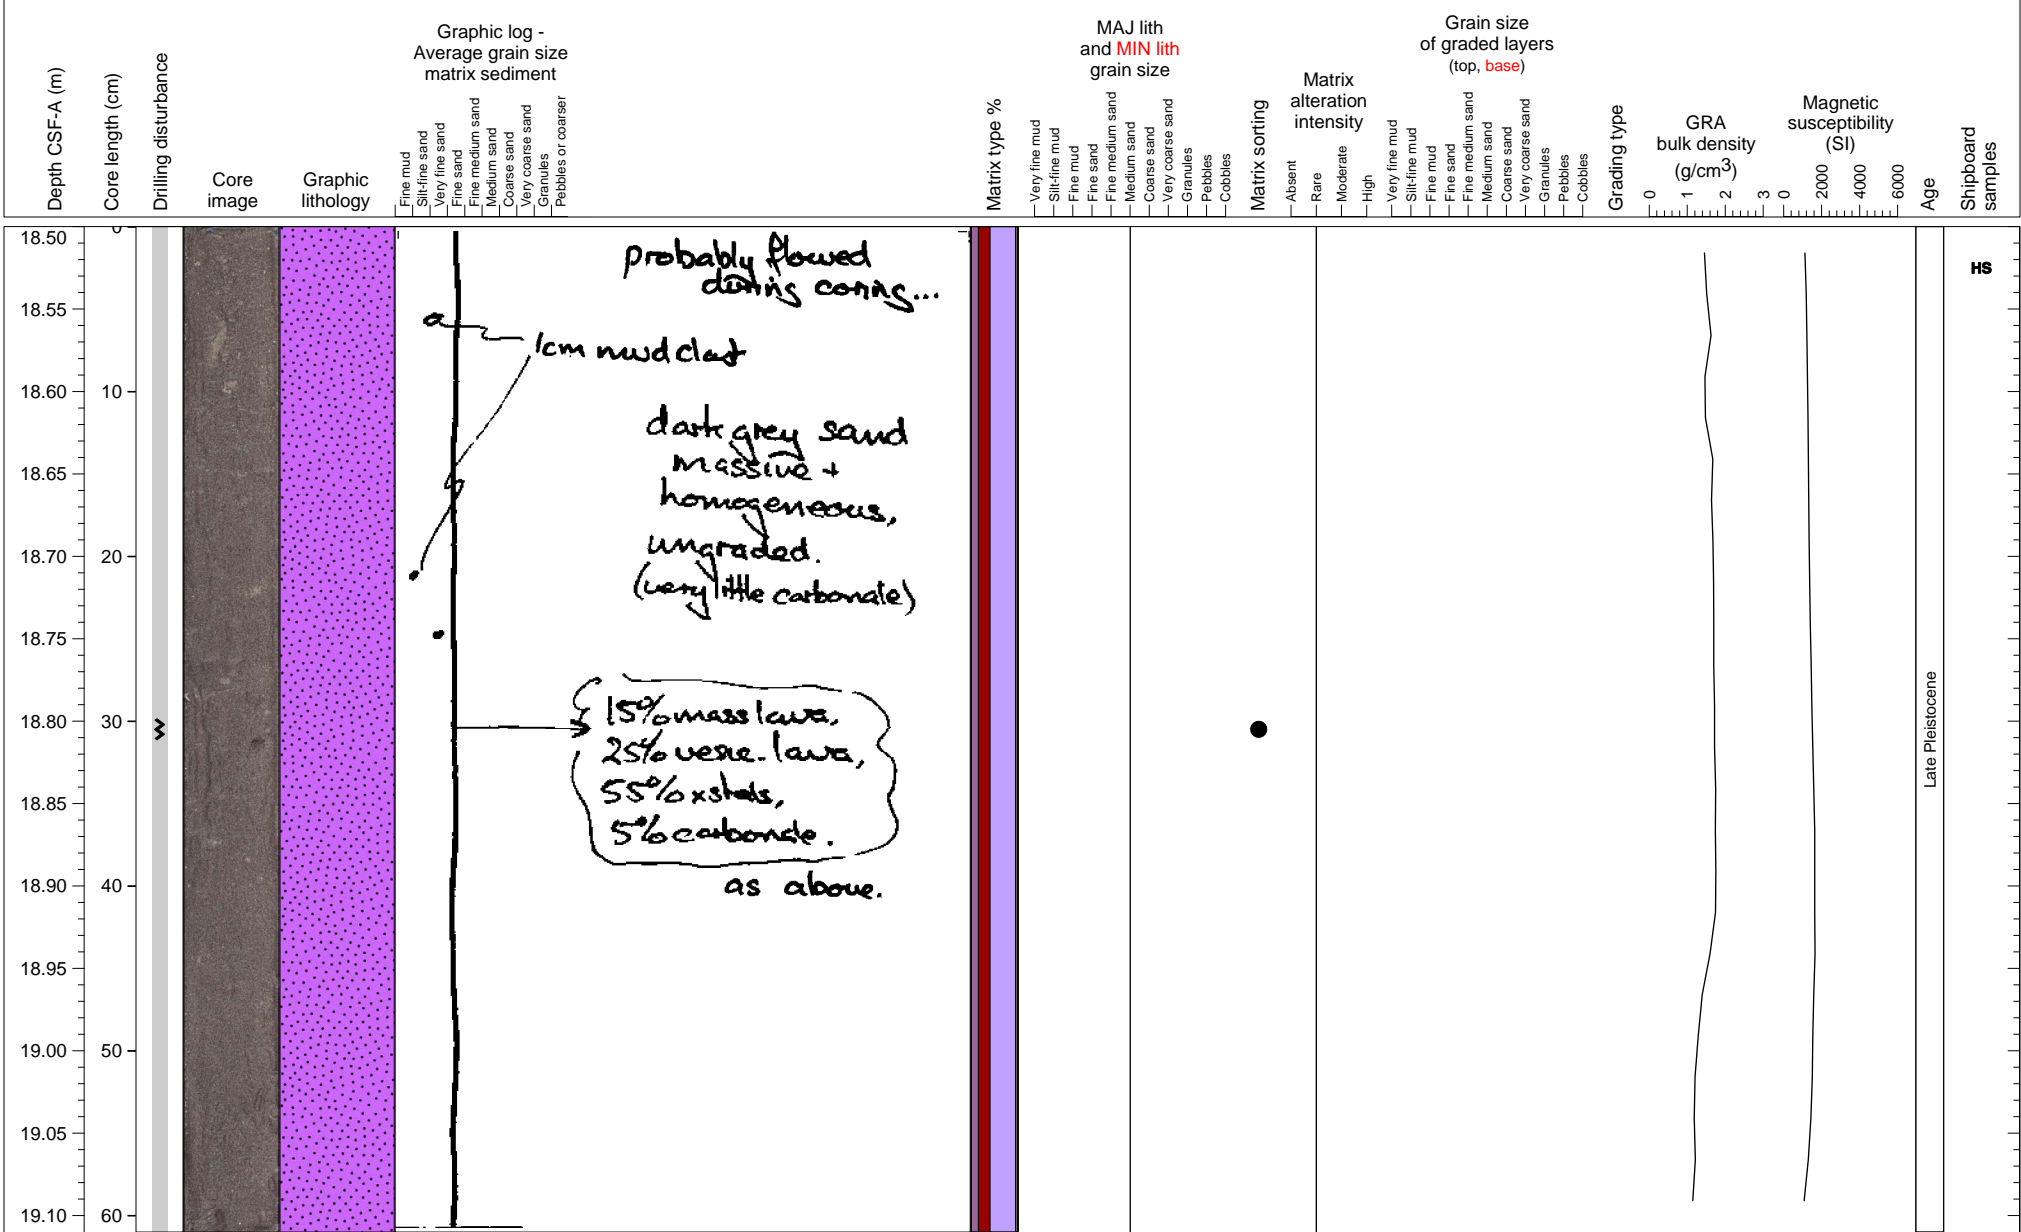 Depth CSF-A (m)
Core length (cm)
Drilling disturbance
Core
image
Graphic
lithology
Graphic log -
Average grain size
matrix sediment
Fine mud
Silt-fine sand
Very fine sand
Fine sand
Fine medium sand
Medium sand
Coarse sand
Very coarse sand
Granules
Pebbles or coarser
Matrix type %
MAJ lith
and MIN lith
grain size
Very fine mud
Silt-fine mud
Fine mud
Fine sand
Fine medium sand
Medium sand
Coarse sand
Very coarse sand
Granules
Pebbles
Cobbles
Matrix sorting
Matrix
alteration
intensity
Absent
Rare
Moderate
High
Grain size
of graded layers
(top, base)
Very fine mud
Silt-fine mud
Fine mud
Fine sand
Fine medium sand
Medium sand
Coarse sand
Very coarse sand
Granules
Pebbles
Cobbles
Grading type
GRA
bulk density
(g/cm3)
0 1 2 3
Magnetic
susceptibility
(SI)
0 2000 4000 6000
Age
Shipboard
samples
18.50
18.55
18.60
18.65
18.70
18.75
18.80
18.85
18.90
18.95
19.00
19.05
19.10
0
10
20
30
40
50
60
probably flowed
during coring...
1cm mud clast
dark grey sand
massive +
homogeneous,
ungraded.
(very little carbonate)
15% mass lava,
25% vesic. lava,
55% xstals,
5% carbonate.
as above.
Late Pleistocene
HS